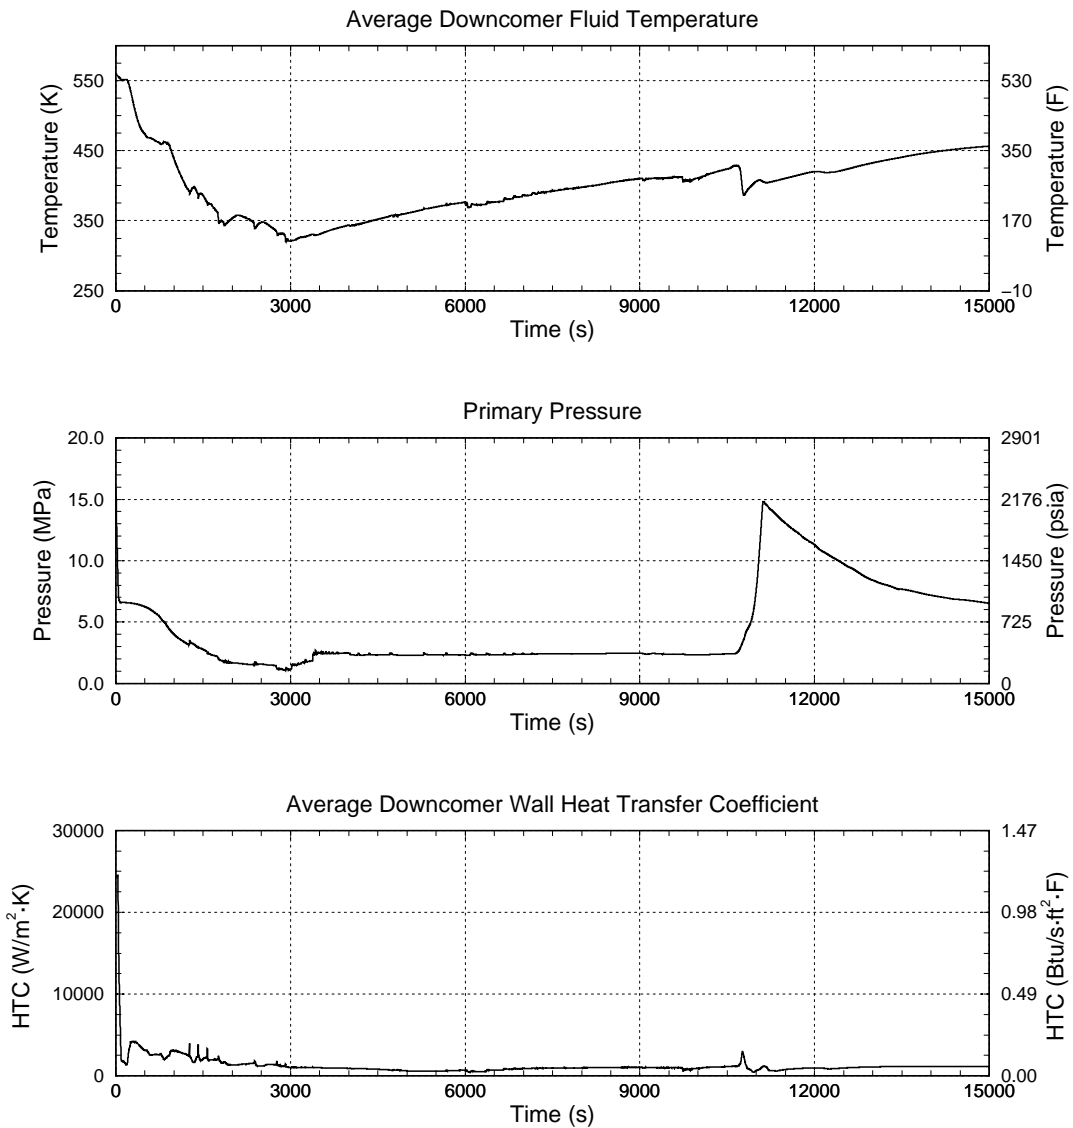 Average Downcomer Fluid Temperature
Temperature (K)
550
450
350
250
530
350
170
−10
Temperature (F)
0 3000 6000 9000 12000 15000
Time (s)
Primary Pressure
Pressure (MPa)
20.0
15.0
10.0
5.0
0.0
2901
2176
1450
725
0
Pressure (psia)
0 3000 6000 9000 12000 15000
Time (s)
Average Downcomer Wall Heat Transfer Coefficient
HTC (W/m²·K)
30000
20000
10000
0
1.47
0.98
0.49
0.00
HTC (Btu/s·ft²·F)
0 3000 6000 9000 12000 15000
Time (s)